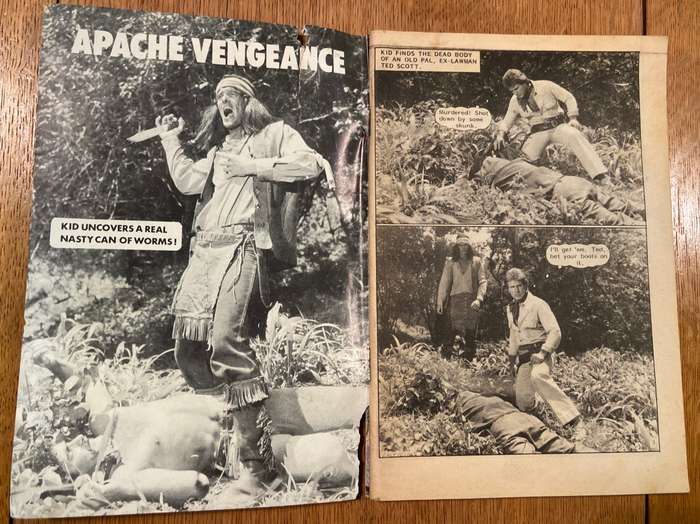 APACHE VENGEANCE
KID UNCOVERS A REAL
NASTY CAN OF WORMS!
KID FINDS THE DEAD BODY
OF AN OLD PAL, EX-LAWMAN
TED SCOTT.
Murdered! Shot
down by some
skunk.
I'll get 'em, Ted,
bet your boots on
it.